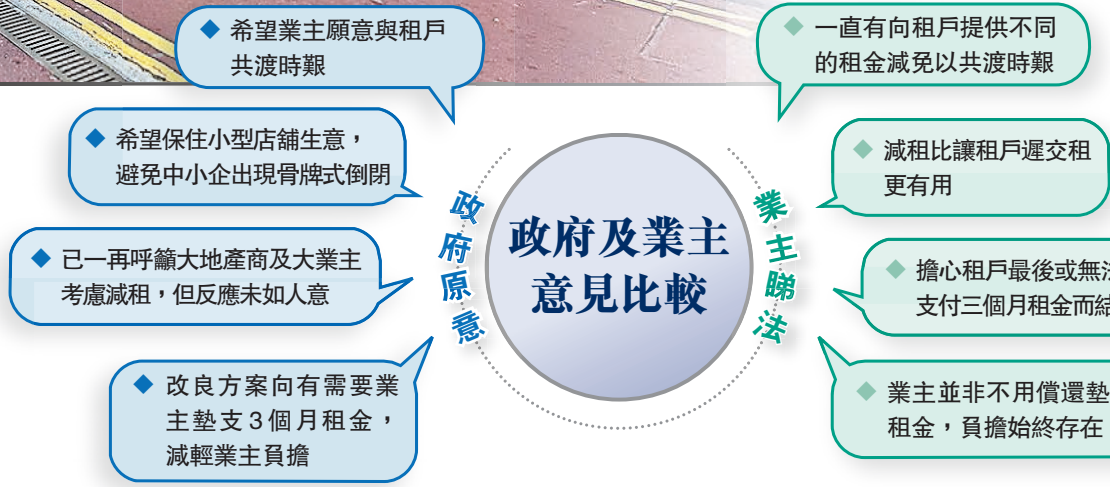 ◆ 希望業主願意與租戶
共渡時艱
◆ 希望保住小型店舖生意，
避免中小企出現骨牌式倒閉
◆ 已一再呼籲大地產商及大業主
考慮減租，但反應未如人意
◆ 改良方案向有需要業
主墊支3個月租金，
減輕業主負擔
政府原意
政府及業主
意見比較
業主睇法
◆ 一直有向租戶提供不同
的租金減免以共渡時艱
◆ 減租比讓租戶遲交租
更有用
◆ 擔心租戶最後或無法
支付三個月租金而結
◆ 業主並非不用償還墊
租金，負擔始終存在